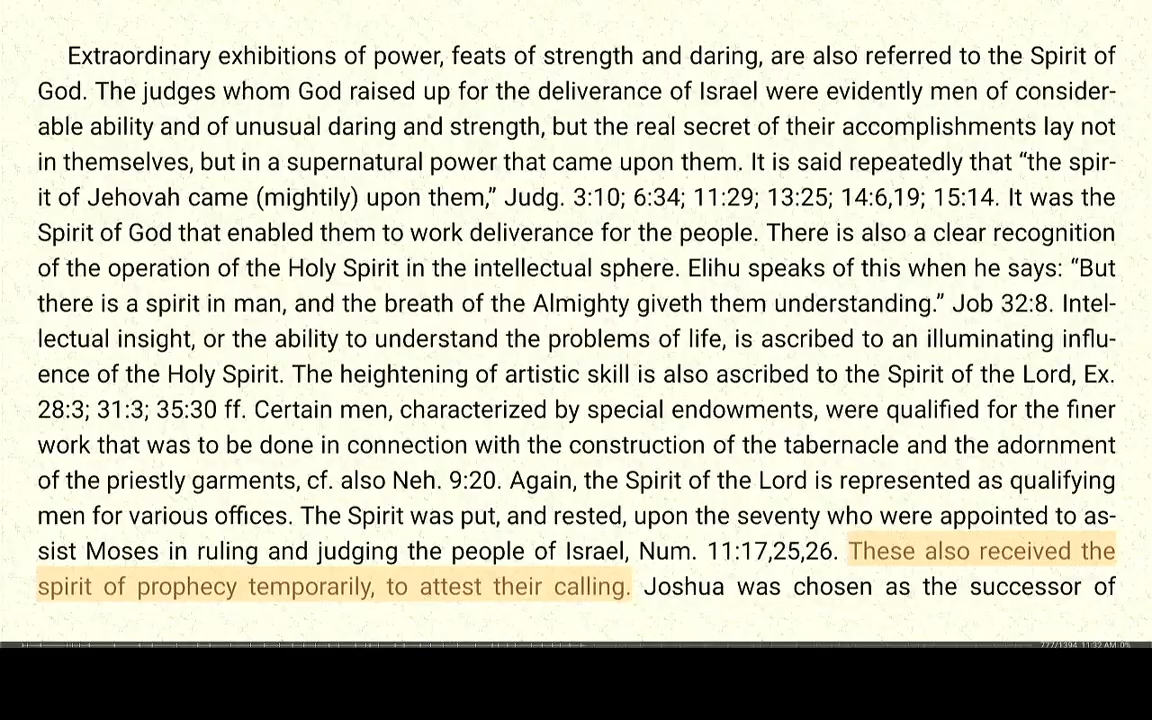 Extraordinary exhibitions of power, feats of strength and daring, are also referred to the Spirit of
God. The judges whom God raised up for the deliverance of Israel were evidently men of consider-
able ability and of unusual daring and strength, but the real secret of their accomplishments lay not
in themselves, but in a supernatural power that came upon them. It is said repeatedly that “the spir-
it of Jehovah came (mightily) upon them,” Judg. 3:10; 6:34; 11:29; 13:25; 14:6,19; 15:14. It was the
Spirit of God that enabled them to work deliverance for the people. There is also a clear recognition
of the operation of the Holy Spirit in the intellectual sphere. Elihu speaks of this when he says: “But
there is a spirit in man, and the breath of the Almighty giveth them understanding.” Job 32:8. Intel-
lectual insight, or the ability to understand the problems of life, is ascribed to an illuminating influ-
ence of the Holy Spirit. The heightening of artistic skill is also ascribed to the Spirit of the Lord, Ex.
28:3; 31:3; 35:30 ff. Certain men, characterized by special endowments, were qualified for the finer
work that was to be done in connection with the construction of the tabernacle and the adornment
of the priestly garments, cf. also Neh. 9:20. Again, the Spirit of the Lord is represented as qualifying
men for various offices. The Spirit was put, and rested, upon the seventy who were appointed to as-
sist Moses in ruling and judging the people of Israel, Num. 11:17,25,26. These also received the
spirit of prophecy temporarily, to attest their calling. Joshua was chosen as the successor of
777/1394 11:32 AM 0%